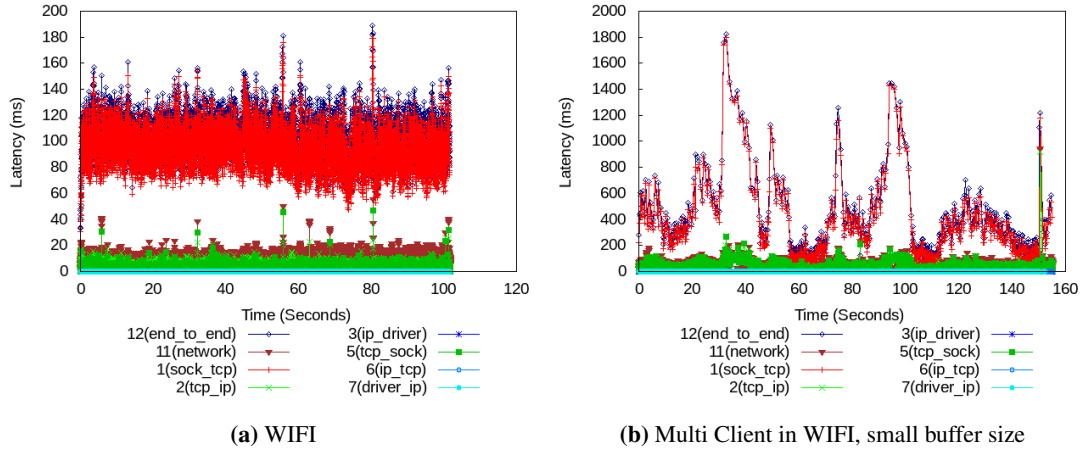 200
180
160
140
120
100
80
60
40
20
0
Latency (ms)
0 20 40 60 80 100 120
Time (Seconds)
12(end_to_end) 3(ip_driver)
11(network) 5(tcp_sock)
1(sock_tcp) 6(ip_tcp)
2(tcp_ip) 7(driver_ip)
(a) WIFI
2000
1800
1600
1400
1200
1000
800
600
400
200
0
Latency (ms)
0 20 40 60 80 100 120 140 160
Time (Seconds)
12(end_to_end) 3(ip_driver)
11(network) 5(tcp_sock)
1(sock_tcp) 6(ip_tcp)
2(tcp_ip) 7(driver_ip)
(b) Multi Client in WIFI, small buffer size